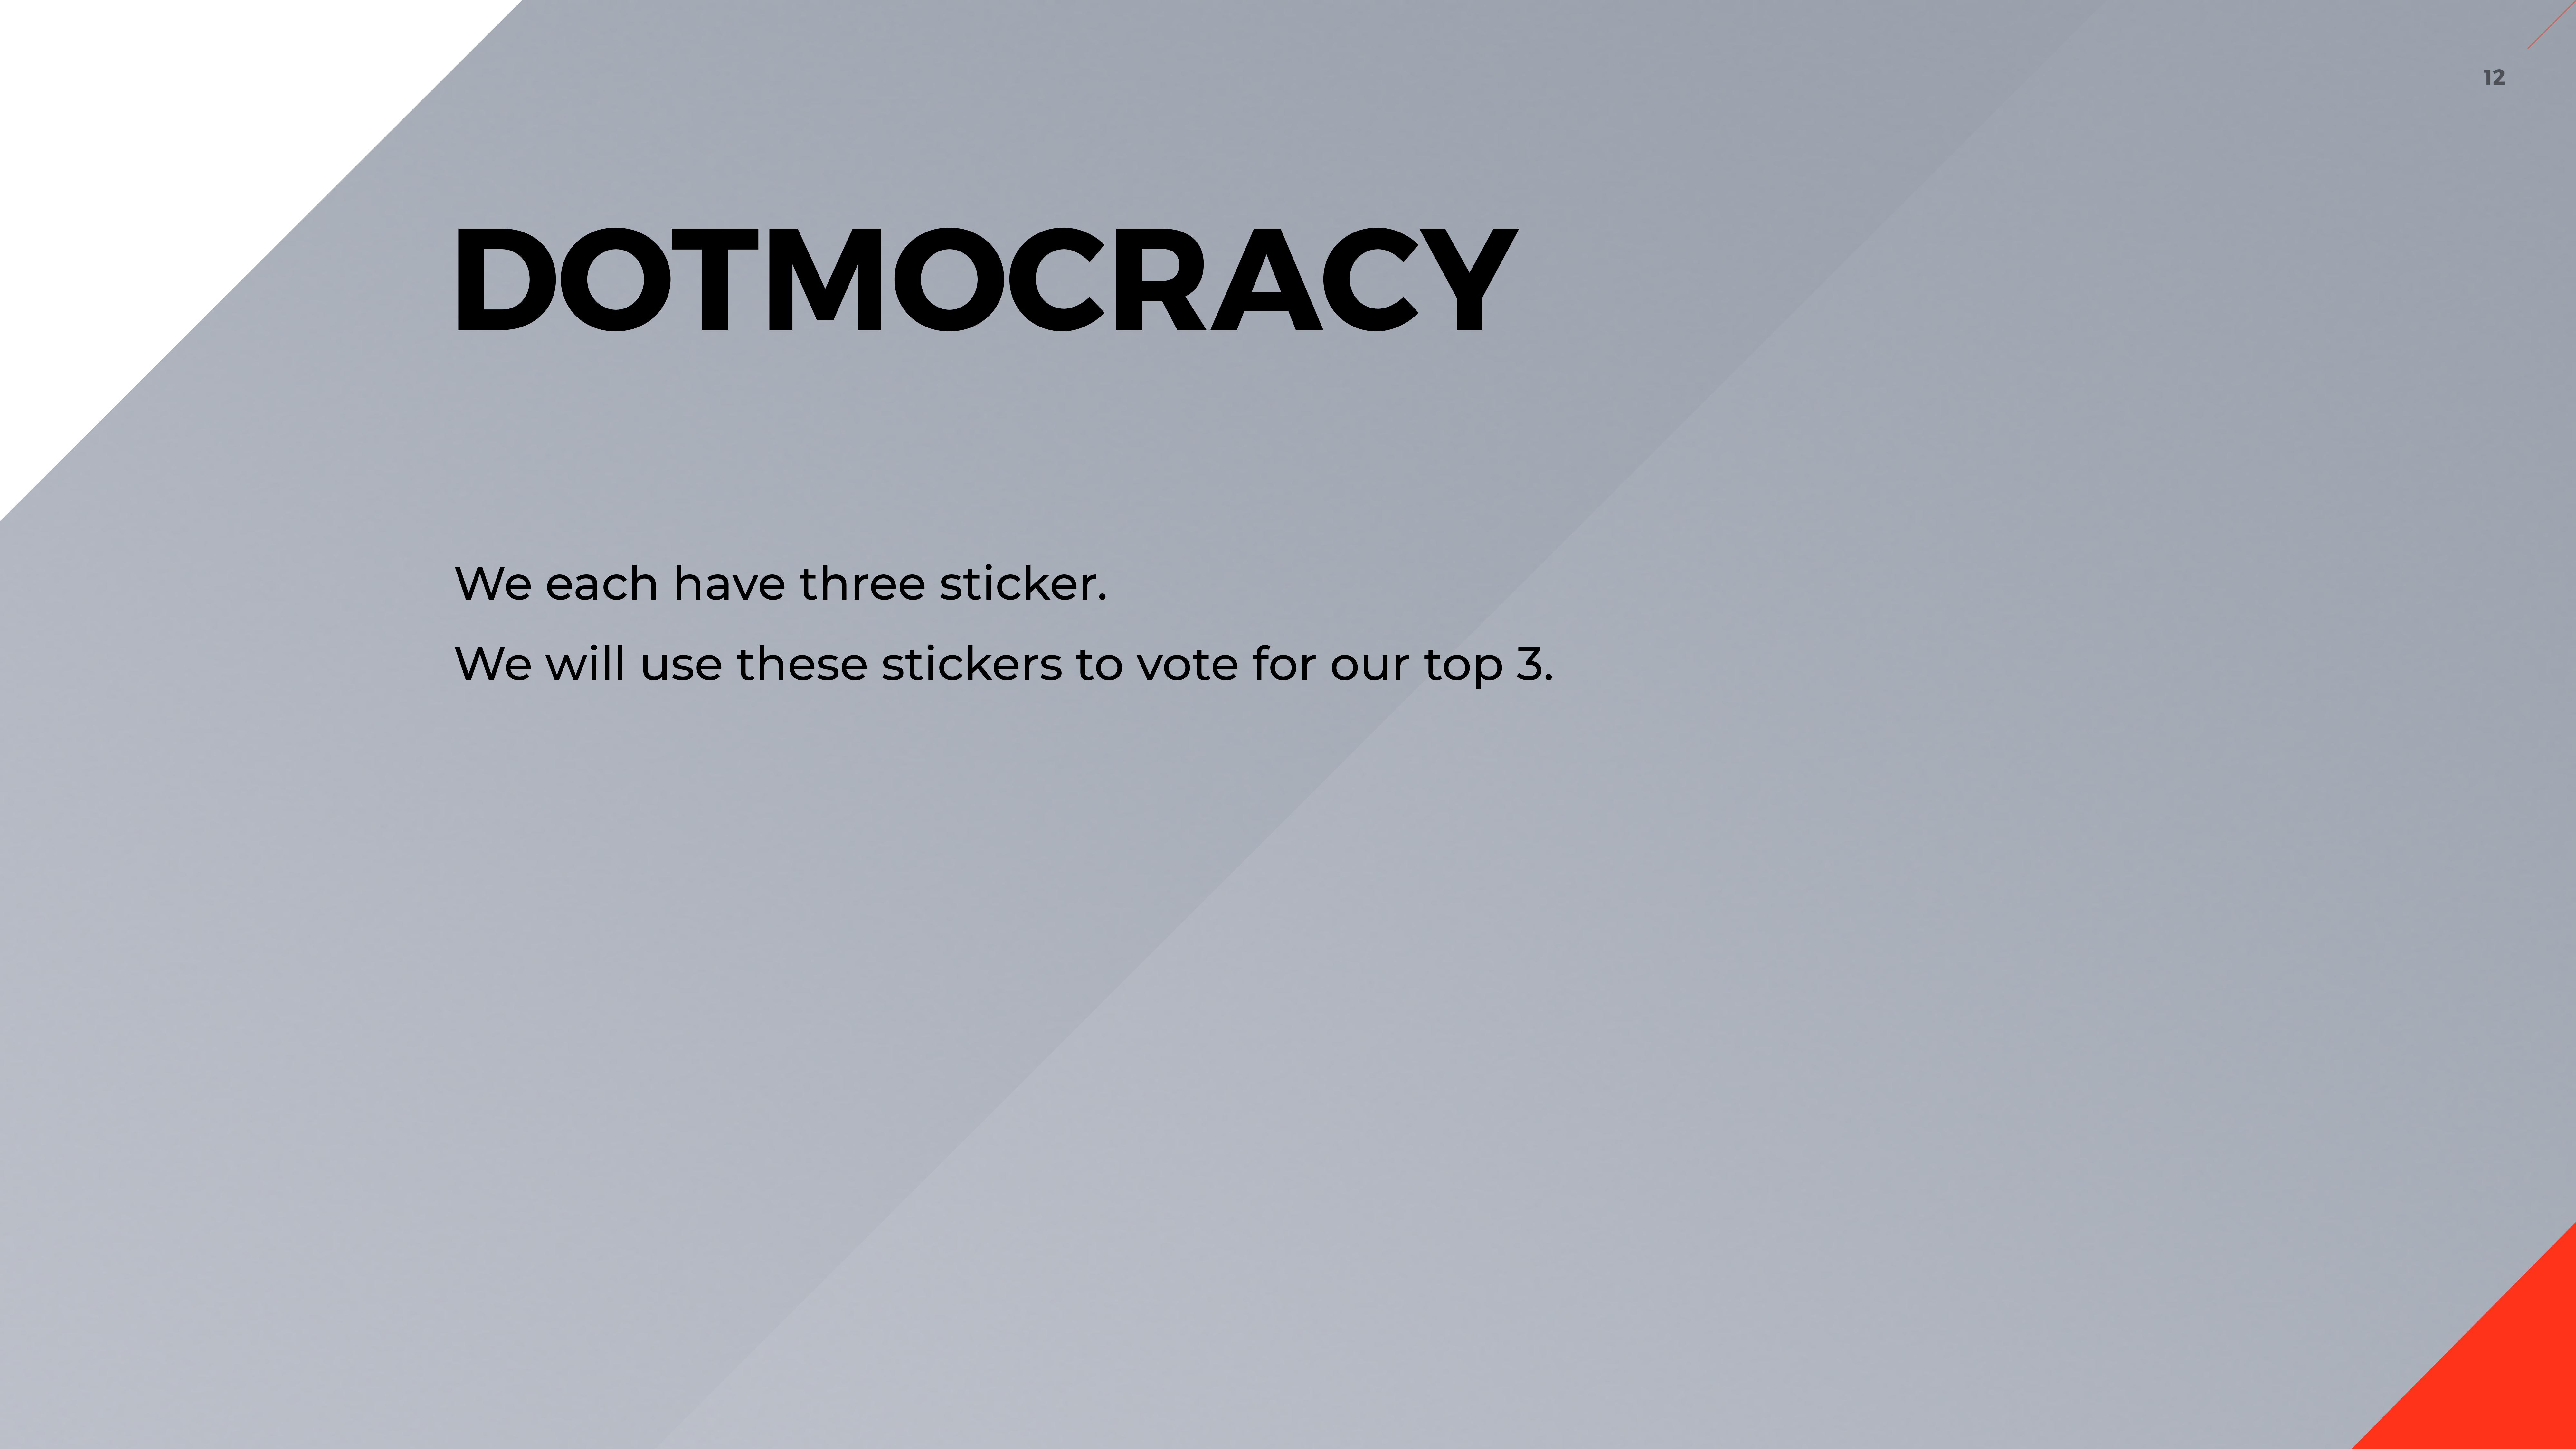 12
DOTMOCRACY
We each have three sticker.
We will use these stickers to vote for our top 3.